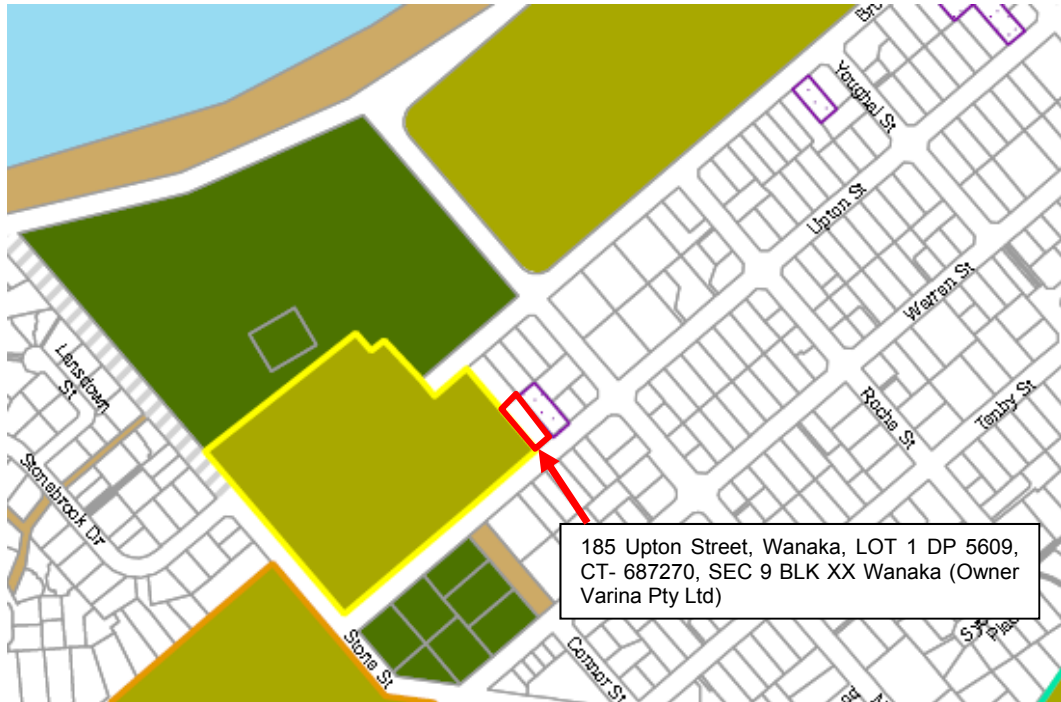 Bro
Youghal St
Upton St
Warren St
Roche St
Tenby St
Lansdown
St
Stonebrook Dr
185 Upton Street, Wanaka, LOT 1 DP 5609,
CT- 687270, SEC 9 BLK XX Wanaka (Owner
Varina Pty Ltd)
Stone St
Connor St